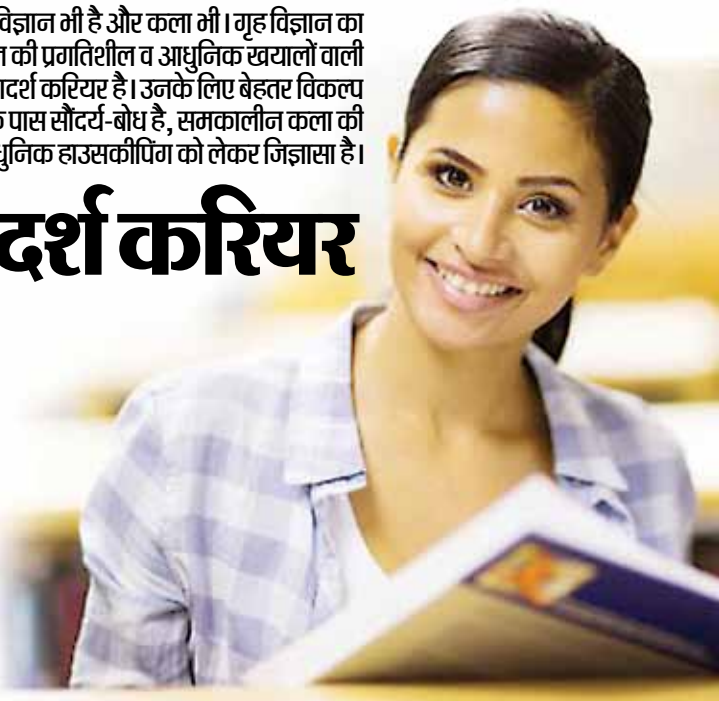 विज्ञान भी है और कला भी। गृह विज्ञान का
की प्रगतिशील व आधुनिक खयालों वाली
दर्श करियर है। उनके लिए बेहतर विकल्प
पास सौंदर्य-बोध है, समकालीन कला की
धुनिक हाउसकीपिंग को लेकर जिज्ञासा है।
दर्श करियर